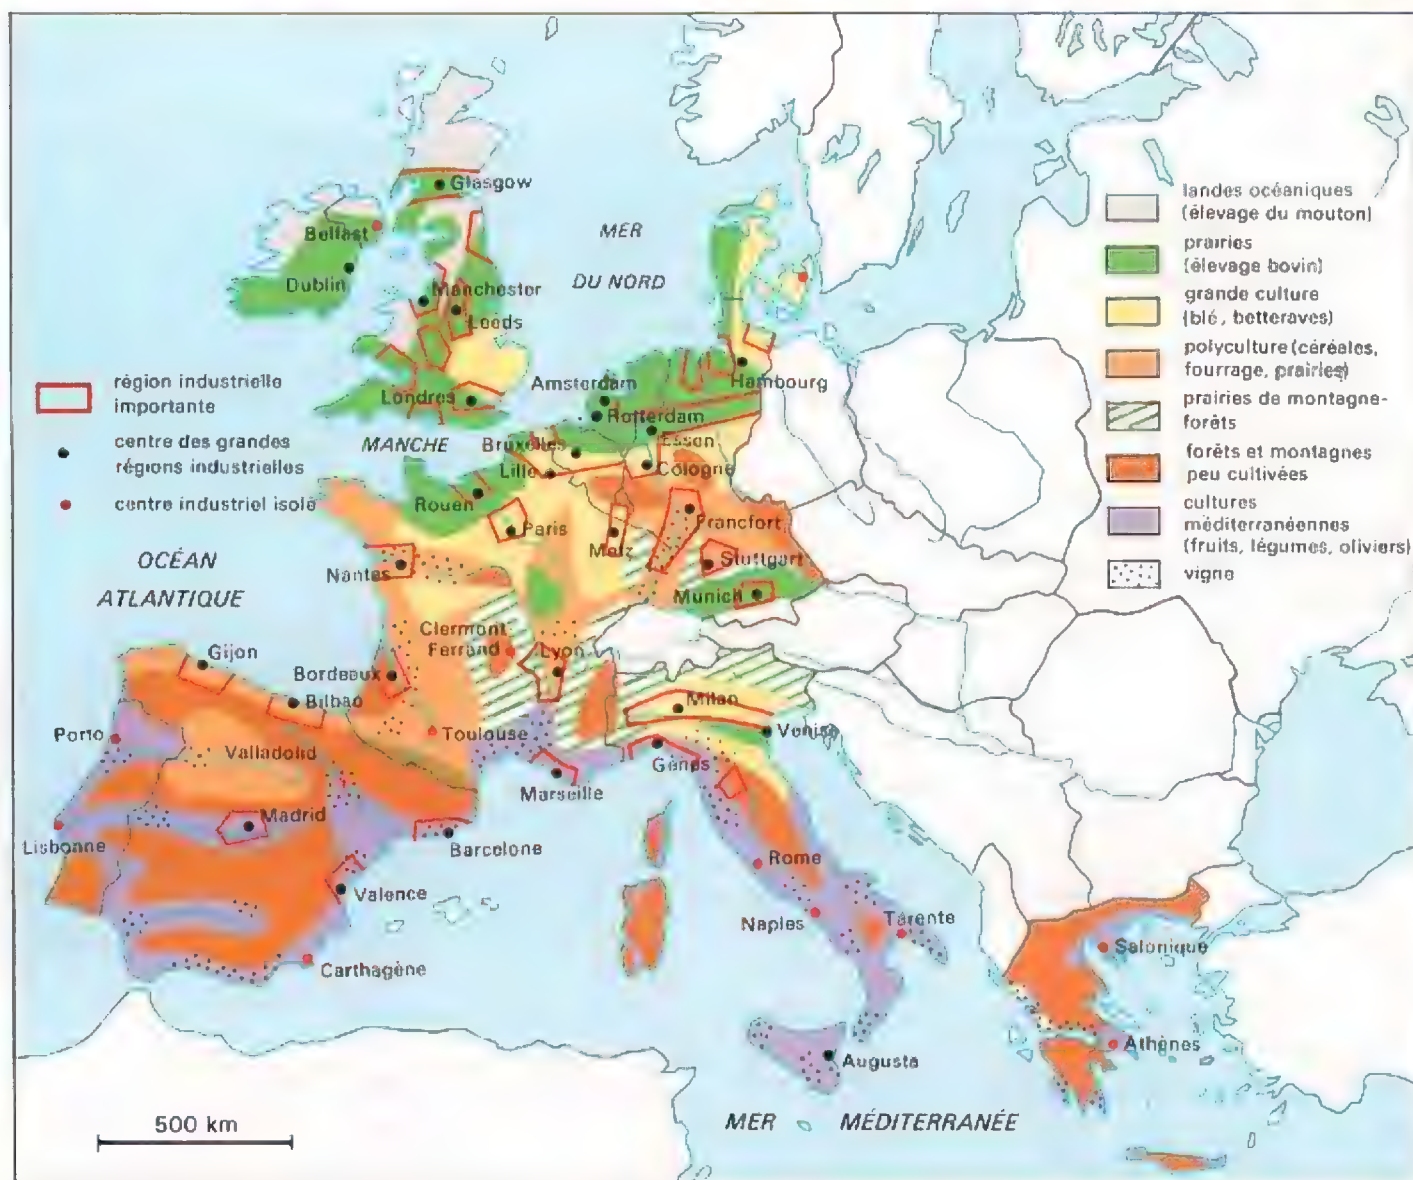 Glasgow
Belfast
Dublin
Manchester
Leeds
Londres
MER
DU NORD
MANCHE
OCÉAN
ATLANTIQUE
Amsterdam
Rotterdam
Hambourg
Bruxelles
Essen
Lille
Cologne
Rouen
Paris
Metz
Francfort
Stuttgart
Nantes
Munich
Clermont
Ferrand
Lyon
Gijon
Bordeaux
Bilbao
Milan
Venise
Porto
Valladolid
Toulouse
Gênes
Marseille
Madrid
Lisbonne
Barcelone
Valence
Rome
Naples
Tarente
Carthagène
Salonique
Athènes
Augusta
MER MÉDITERRANÉE
500 km
région industrielle
importante
centre des grandes
régions industrielles
centre industriel isolé
landes océaniques
(élevage du mouton)
prairies
(élevage bovin)
grande culture
(blé, betteraves)
polyculture (céréales,
fourrage, prairies)
prairies de montagne-
forêts
forêts et montagnes
peu cultivées
cultures
méditerranéennes
(fruits, légumes, oliviers)
vigne